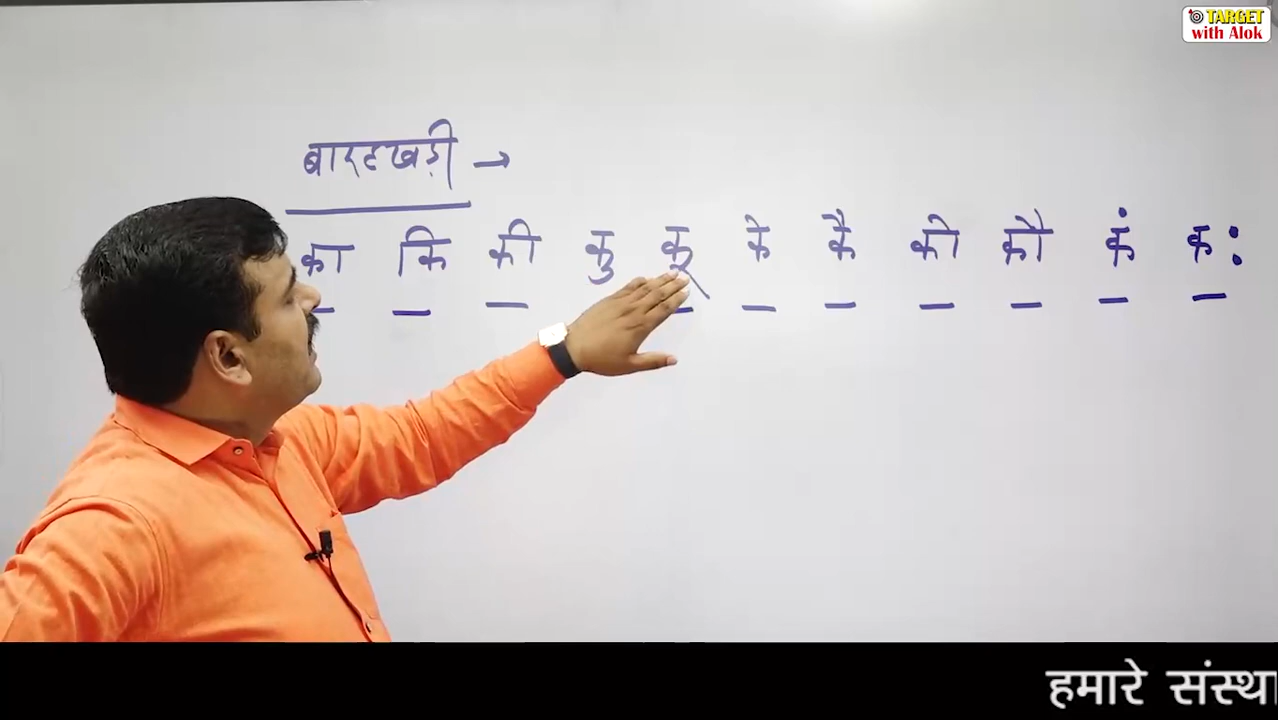 TARGET
with Alok
बारहखड़ी →
का कि की कु कू के कै को कौ कं कः
हमारे संस्था